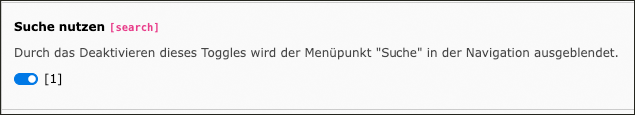 Suche nutzen [search]
Durch das Deaktivieren dieses Toggles wird der Menüpunkt "Suche" in der Navigation ausgeblendet.
[1]